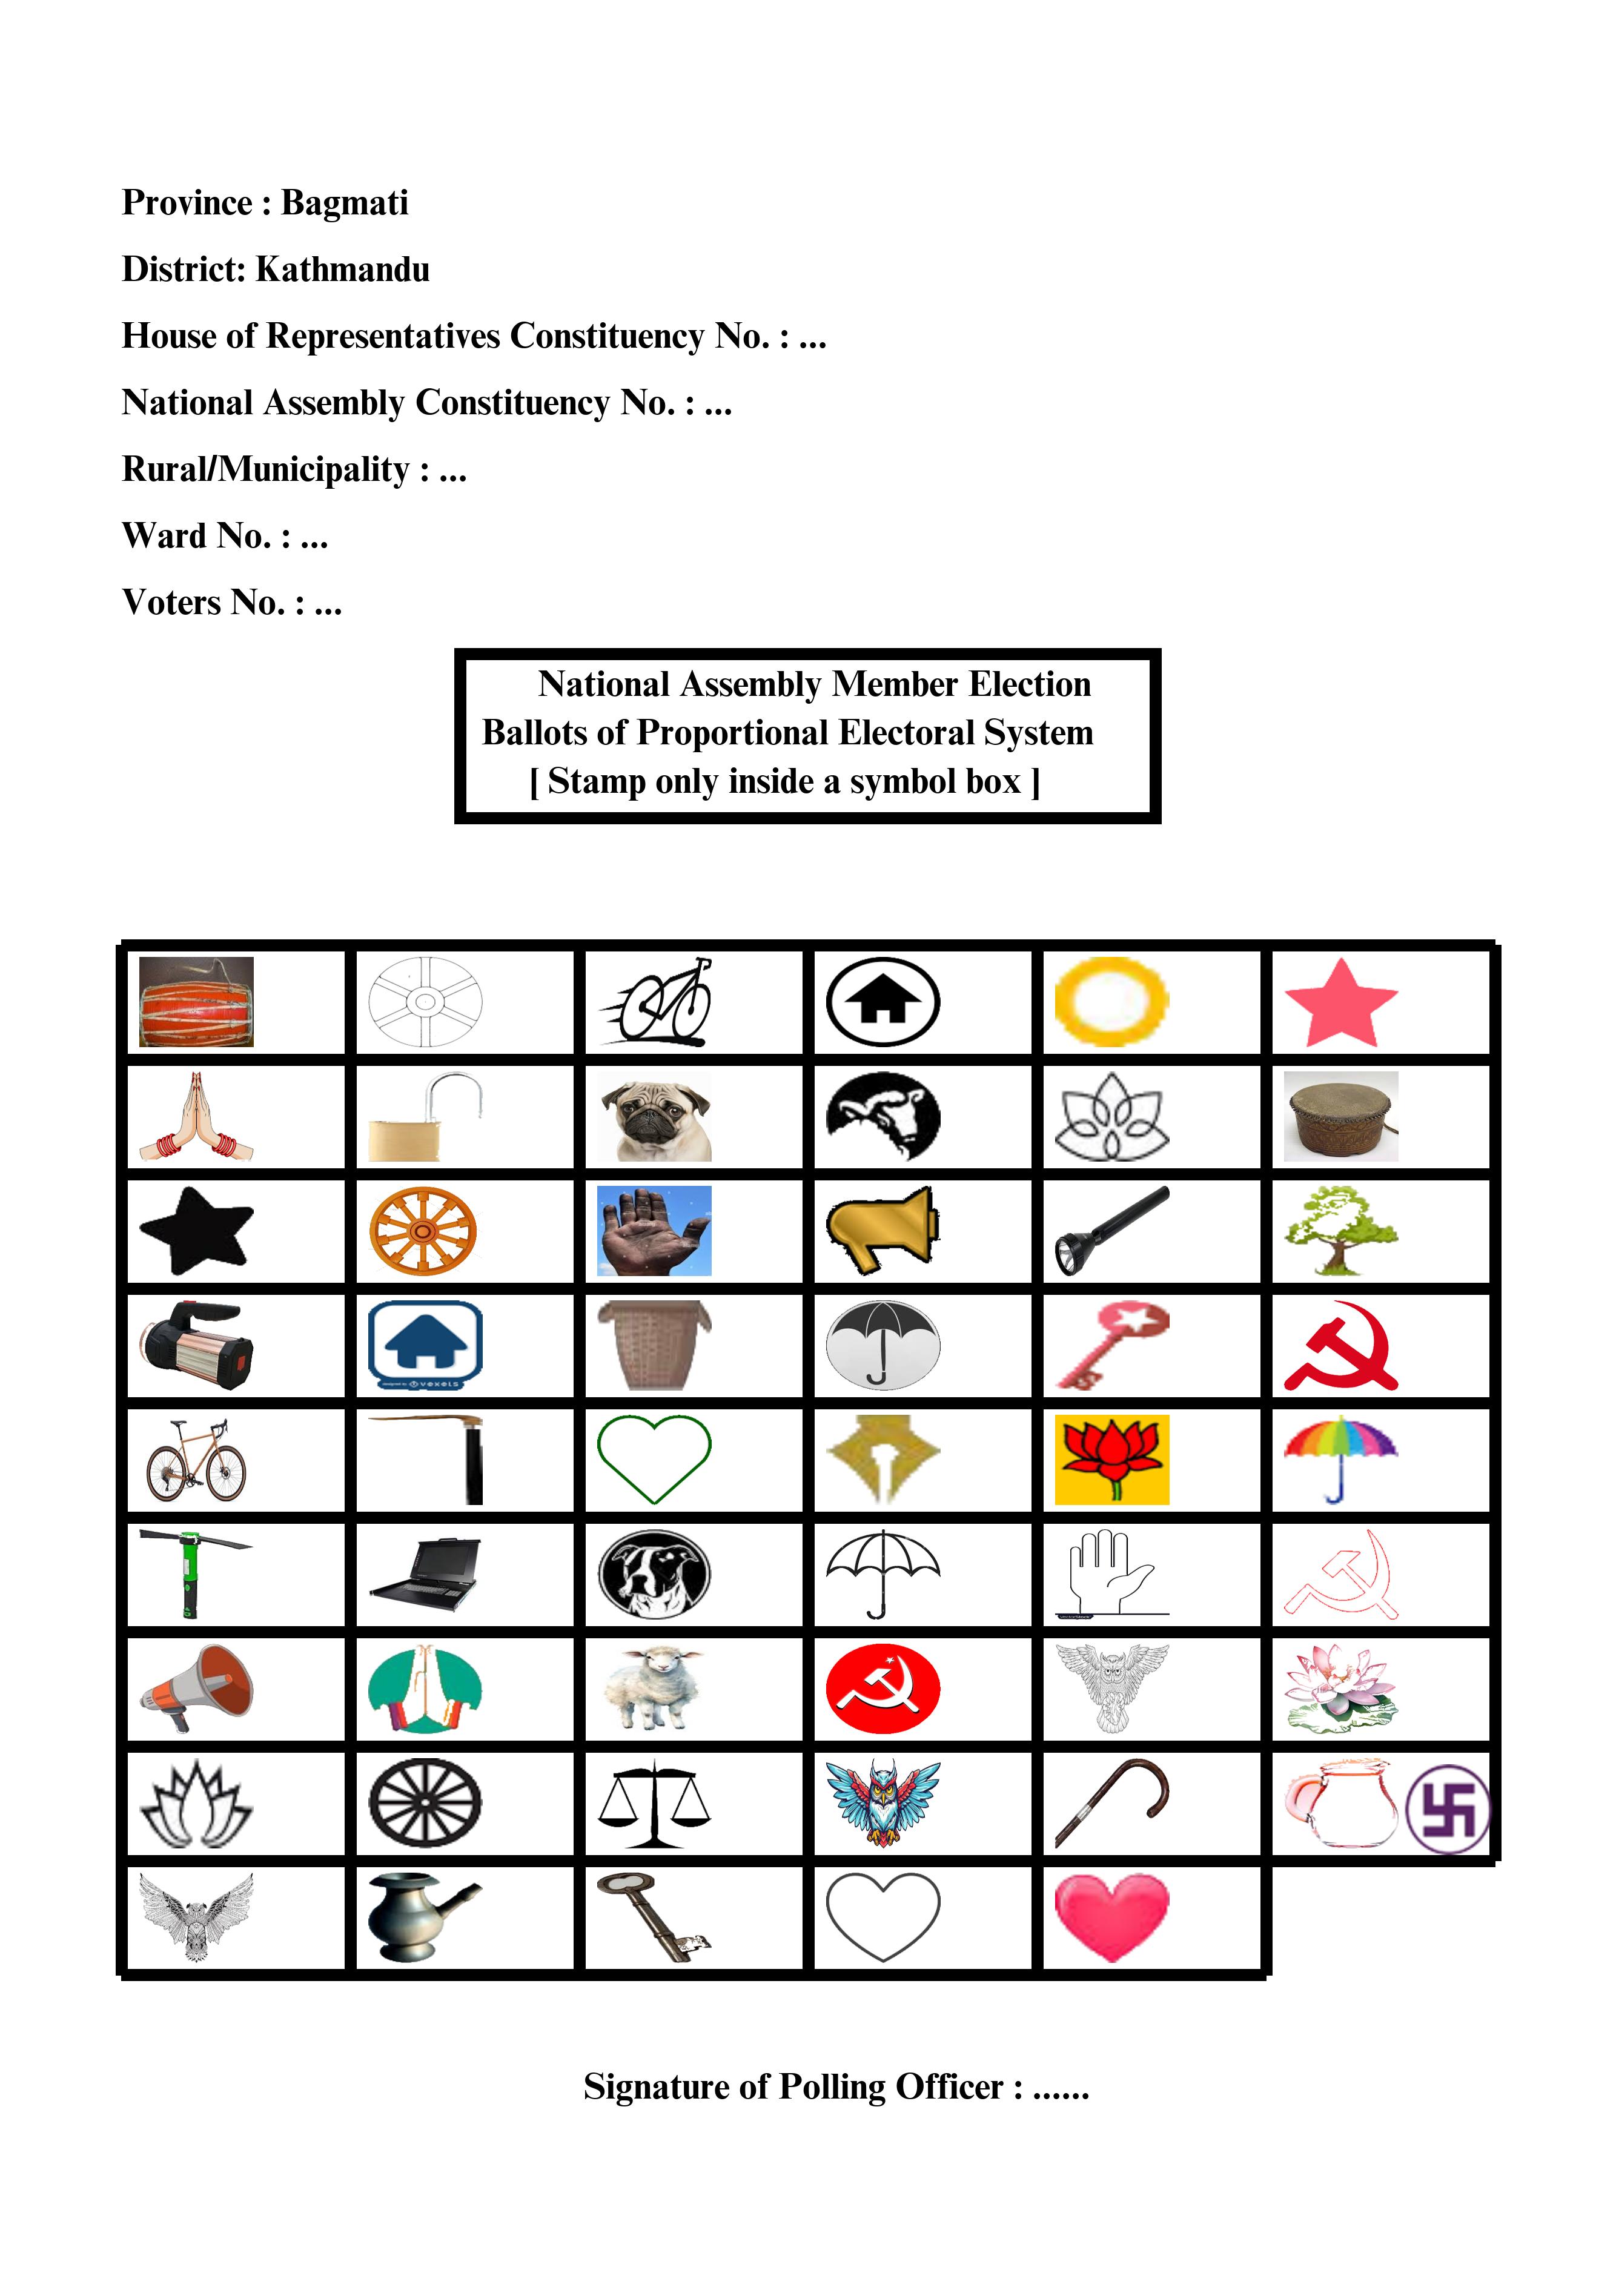 Province : Bagmati
District: Kathmandu
House of Representatives Constituency No. : ...
National Assembly Constituency No. : ...
Rural/Municipality : ...
Ward No. : ...
Voters No. : ...
National Assembly Member Election
Ballots of Proportional Electoral System
[ Stamp only inside a symbol box ]
designed by vexels
Signature of Polling Officer : ......